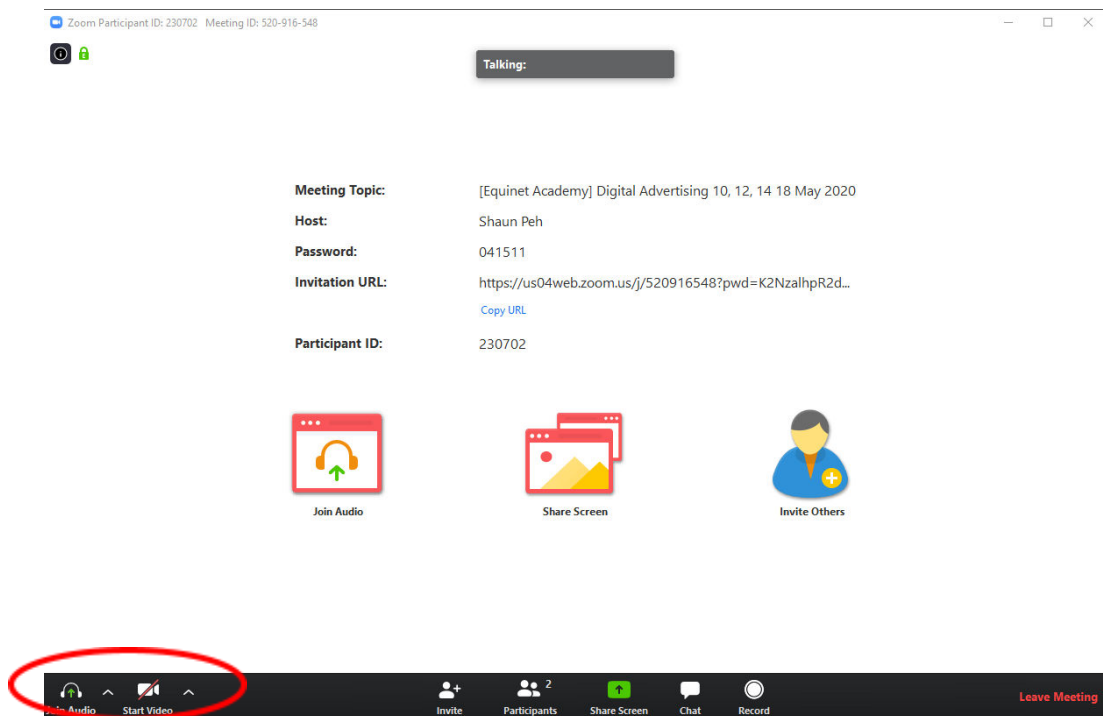 Zoom Participant ID: 230702 Meeting ID: 520-916-548
Talking:
Meeting Topic: [Equinet Academy] Digital Advertising 10, 12, 14 18 May 2020
Host: Shaun Peh
Password: 041511
Invitation URL: https://us04web.zoom.us/j/520916548?pwd=K2NzalhpR2d...
Copy URL
Participant ID: 230702
Join Audio Share Screen Invite Others
2
Join Audio Start Video Invite Participants Share Screen Chat Record Leave Meeting